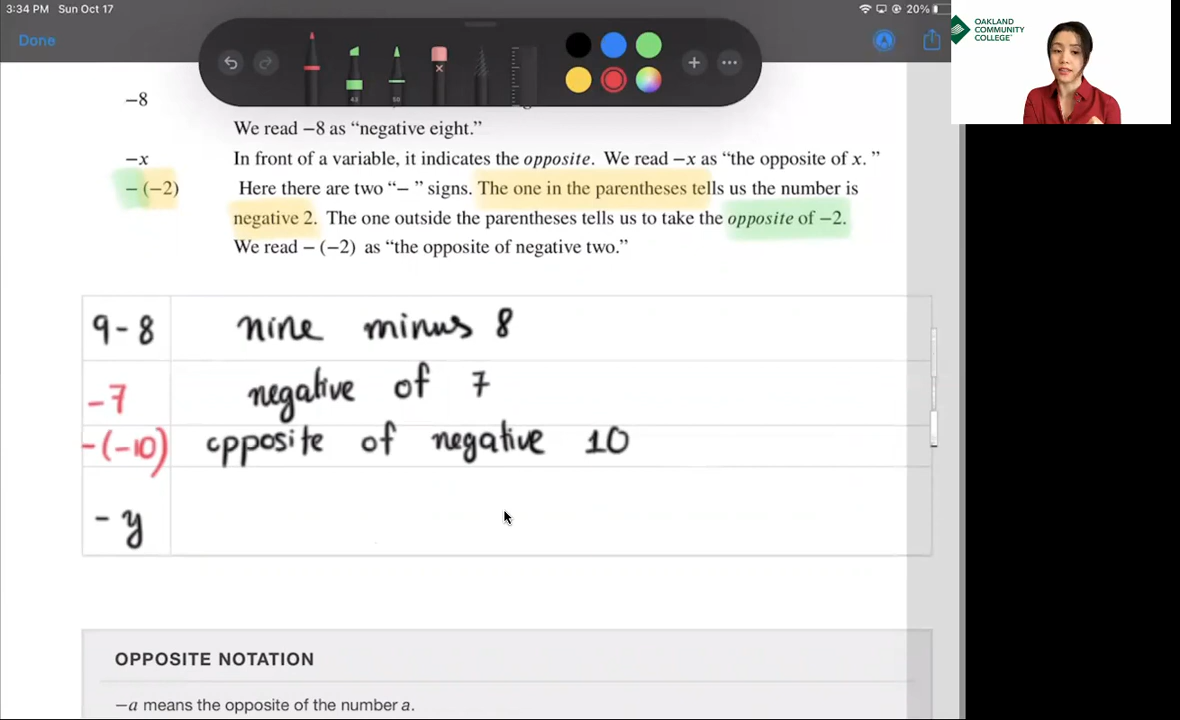 3:34 PM Sun Oct 17
20%
Done
OAKLAND
COMMUNITY
COLLEGE
43
50
−8
We read −8 as “negative eight.”
−x In front of a variable, it indicates the opposite. We read −x as “the opposite of x. ”
− (−2) Here there are two “− ” signs. The one in the parentheses tells us the number is
negative 2. The one outside the parentheses tells us to take the opposite of −2.
We read − (−2) as “the opposite of negative two.”
9 - 8 nine minus 8
- 7 negative of 7
-(-10) opposite of negative 10
- y
OPPOSITE NOTATION
−a means the opposite of the number a.